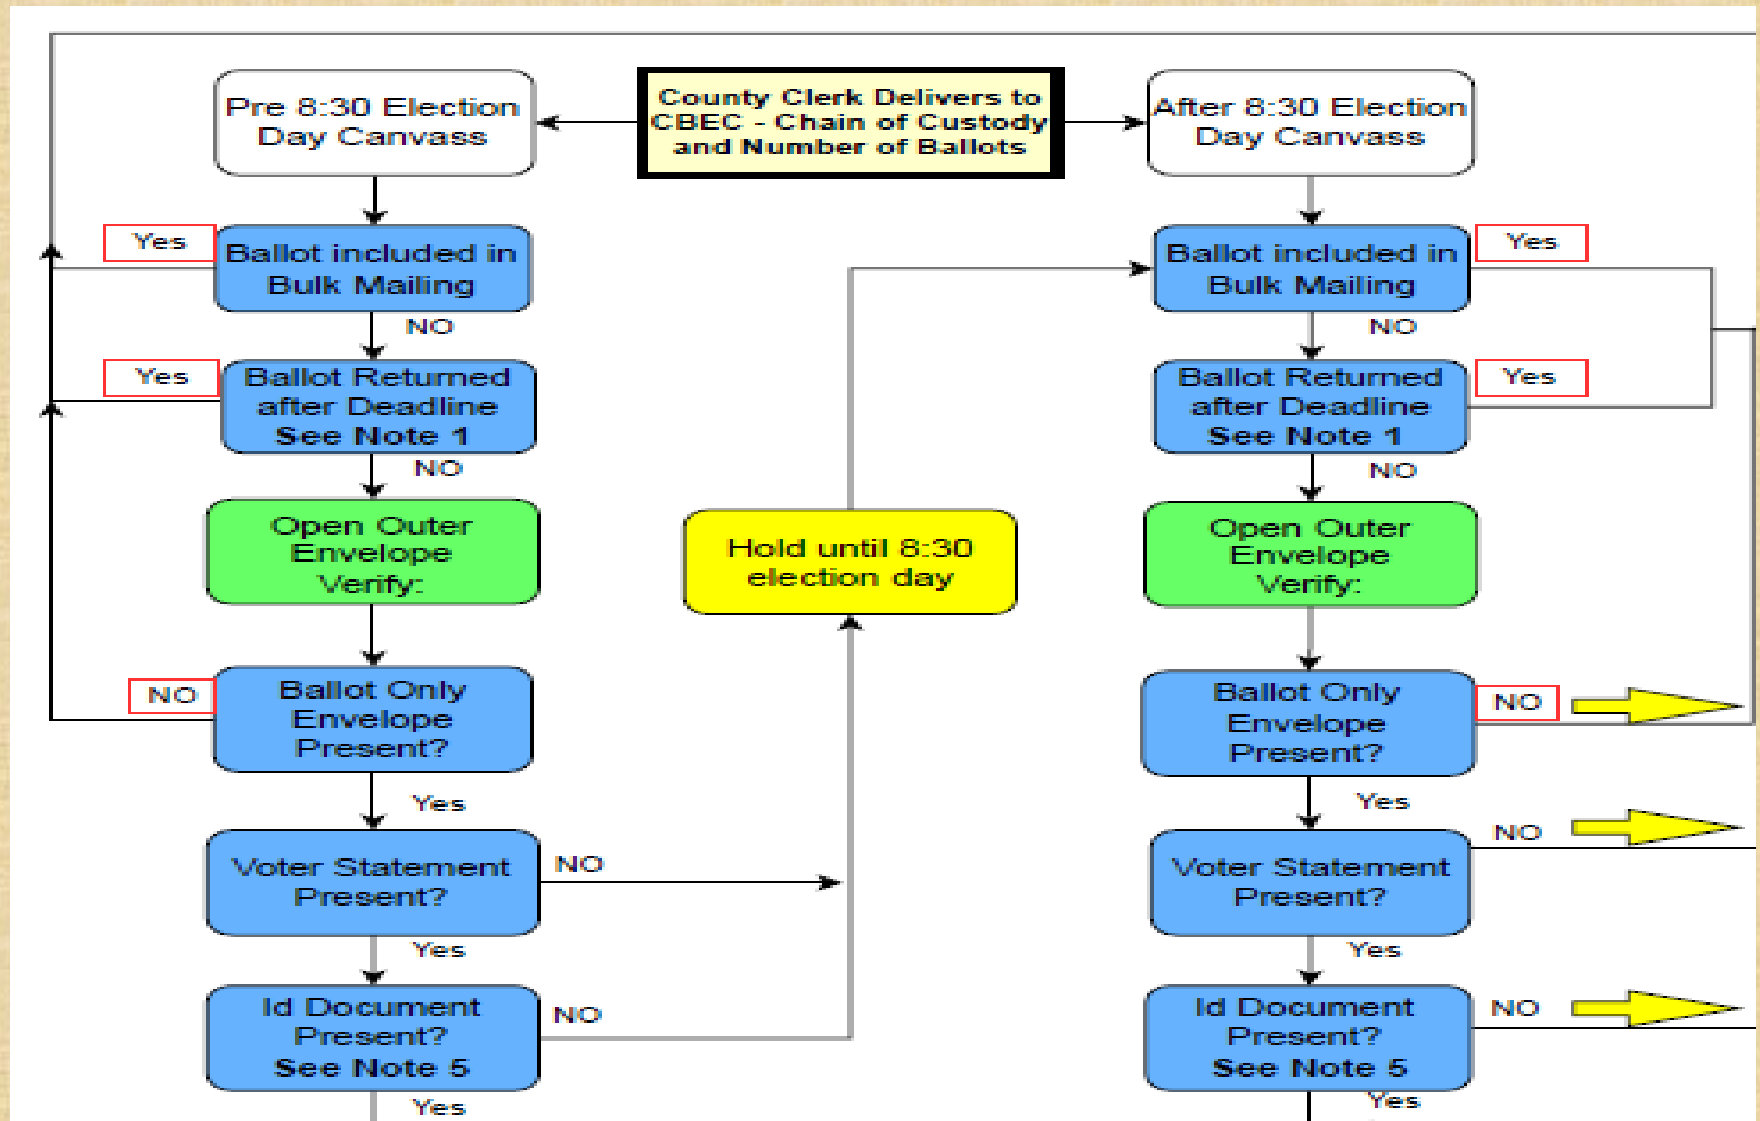 Pre 8:30 Election
Day Canvass
County Clerk Delivers to
CBEC - Chain of Custody
and Number of Ballots
After 8:30 Election
Day Canvass
Yes
Ballot included in
Bulk Mailing
NO
Yes
Ballot Returned
after Deadline
See Note 1
NO
Open Outer
Envelope
Verify:
NO
Ballot Only
Envelope
Present?
Yes
Voter Statement
Present?
NO
Yes
Id Document
Present?
See Note 5
NO
Yes
Hold until 8:30
election day
Ballot included in
Bulk Mailing
Yes
NO
Ballot Returned
after Deadline
See Note 1
Yes
NO
Open Outer
Envelope
Verify:
Ballot Only
Envelope
Present?
NO
Yes
Voter Statement
Present?
NO
Yes
Id Document
Present?
See Note 5
NO
Yes